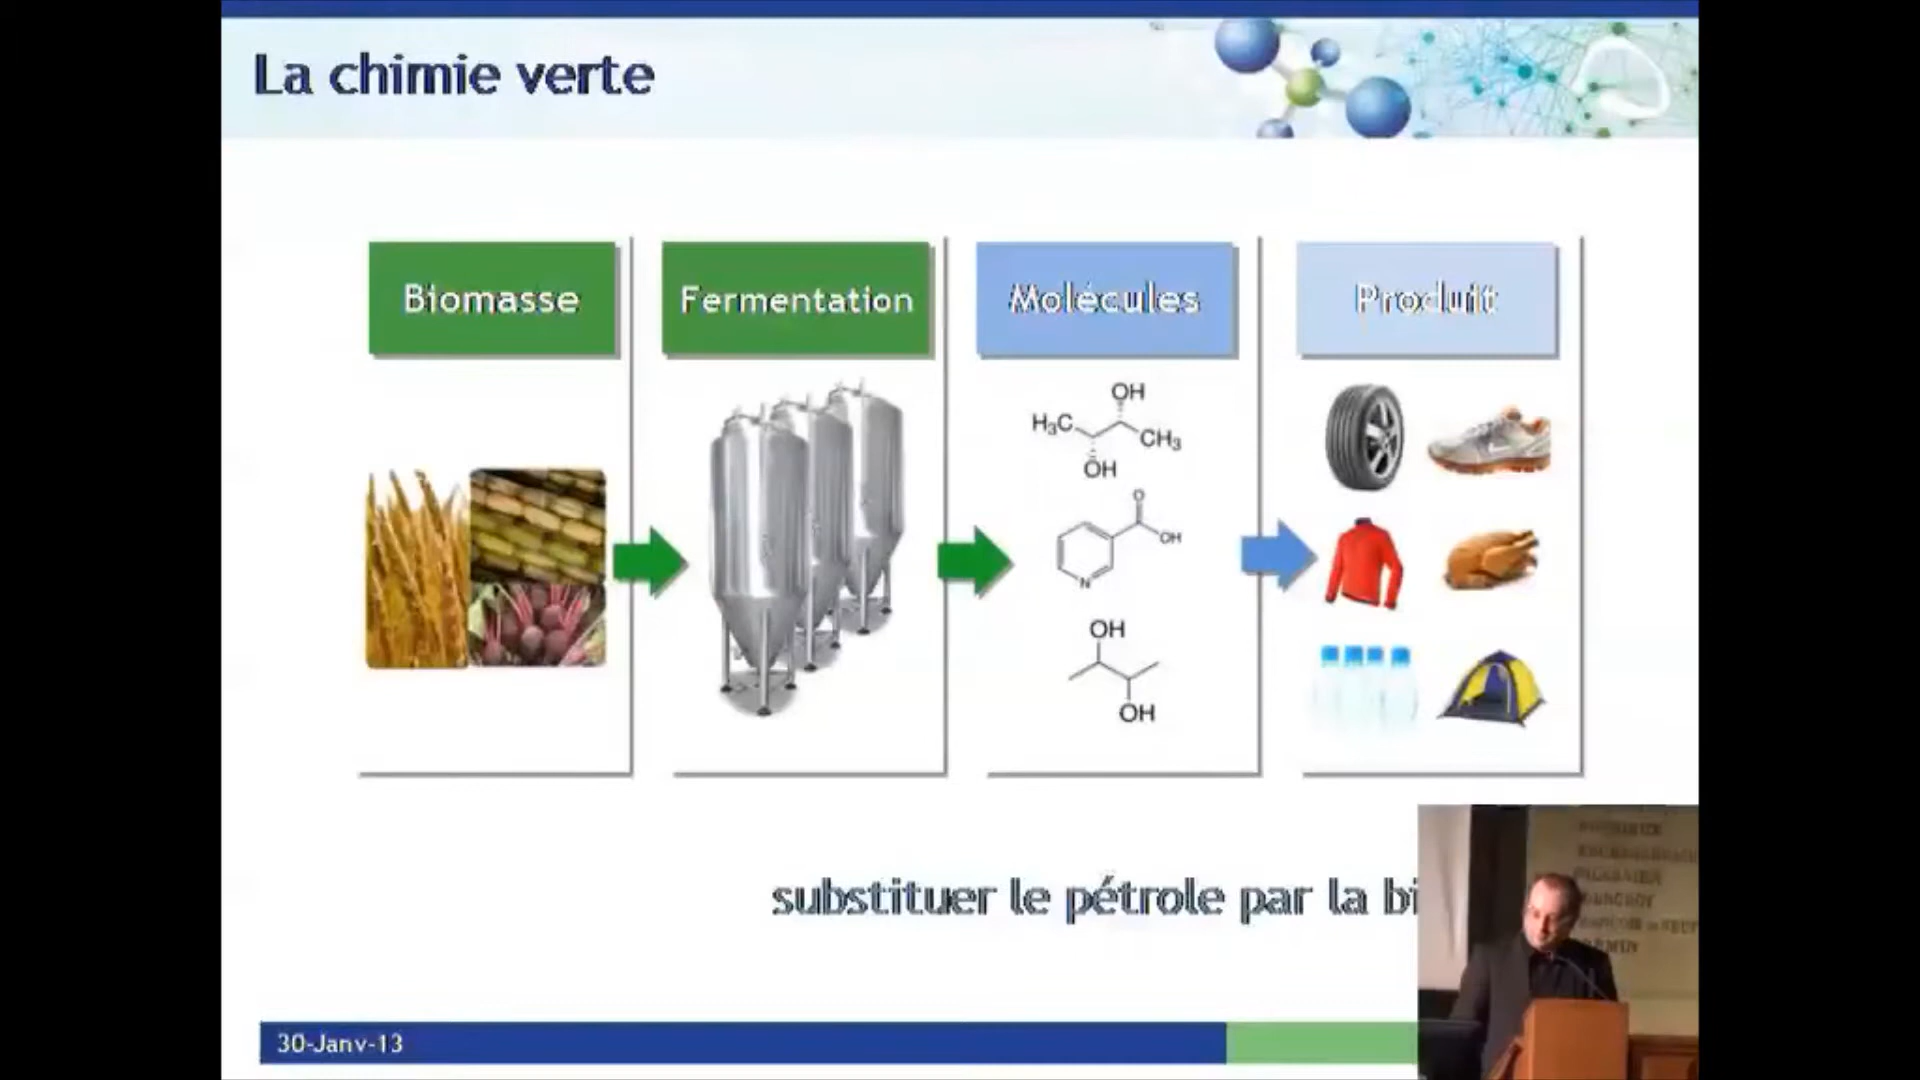 La chimie verte
Biomasse
Fermentation
Molécules
Produit
OH
H₃C
CH₃
OH
O
OH
N
OH
OH
substituer le pétrole par la bi
30-Janv-13